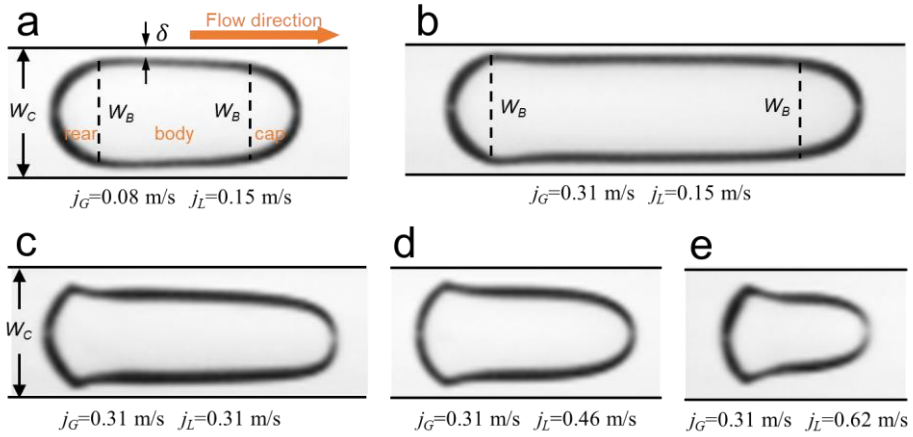 a
Flow direction
δ
W_C
W_B
W_B
rear
body
cap
j_G=0.08 m/s j_L=0.15 m/s
b
W_B
W_B
j_G=0.31 m/s j_L=0.15 m/s
c
W_C
j_G=0.31 m/s j_L=0.31 m/s
d
j_G=0.31 m/s j_L=0.46 m/s
e
j_G=0.31 m/s j_L=0.62 m/s